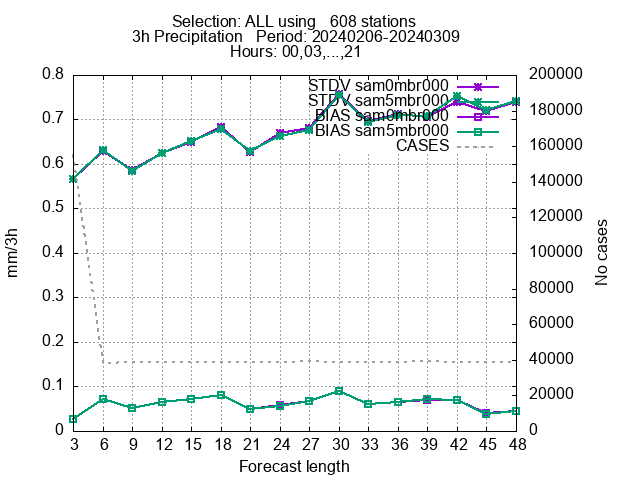 Selection: ALL using   608 stations
3h Precipitation   Period: 20240206-20240309
Hours: 00,03,...,21
STDV sam0mbr000
STDV sam5mbr000
BIAS sam0mbr000
BIAS sam5mbr000
CASES
0.8
0.7
0.6
0.5
0.4
0.3
0.2
0.1
0
mm/3h
200000
180000
160000
140000
120000
100000
80000
60000
40000
20000
0
No cases
3 6 9 12 15 18 21 24 27 30 33 36 39 42 45 48
Forecast length